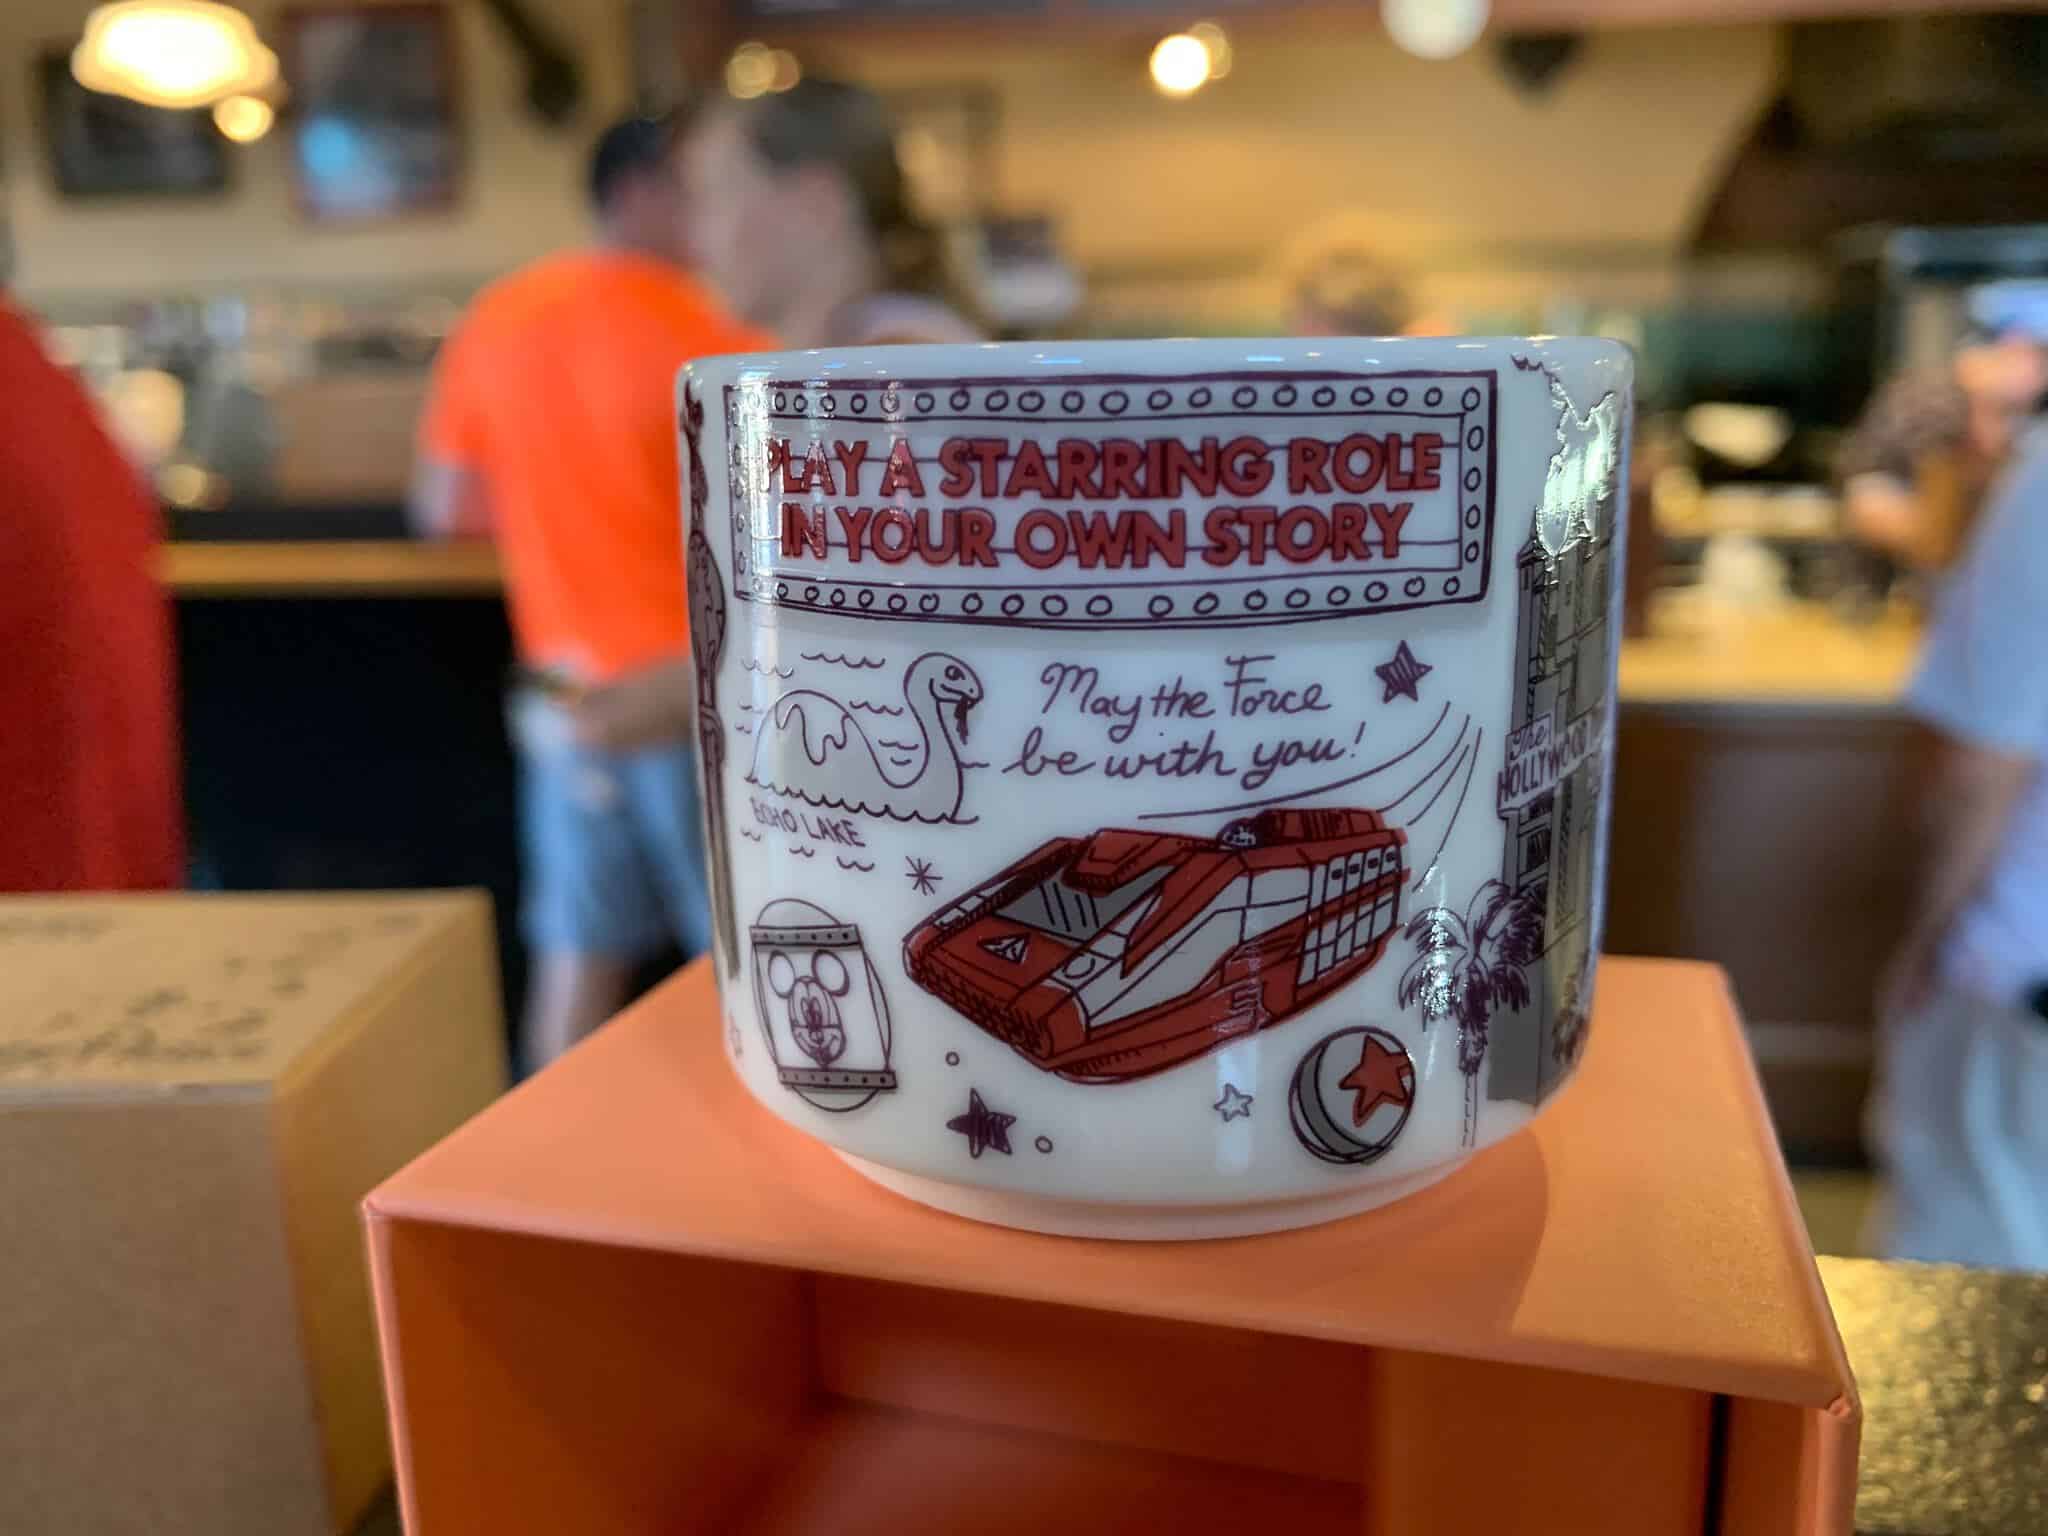 PLAY A STARRING ROLE
IN YOUR OWN STORY
May the Force
be with you!
ECHO LAKE
The
HOLLYWOOD